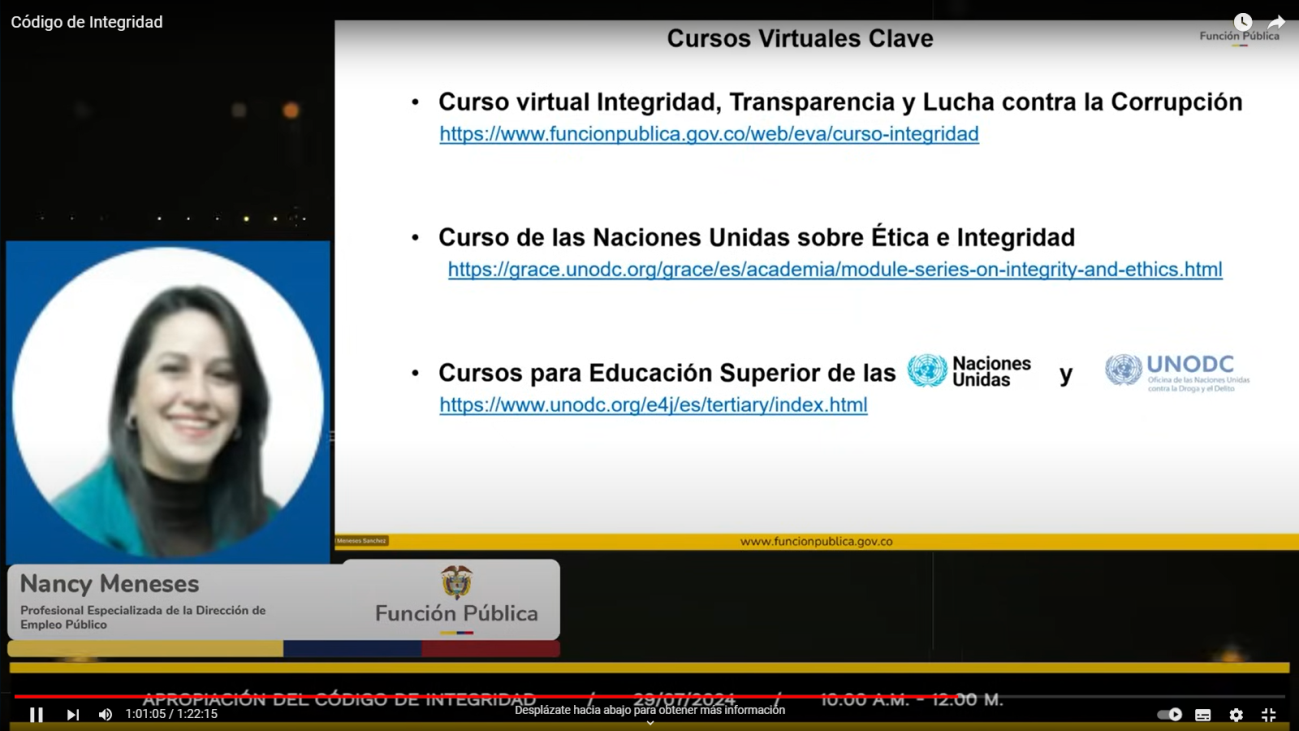 Código de Integridad
Cursos Virtuales Clave
Función Pública
• Curso virtual Integridad, Transparencia y Lucha contra la Corrupción
https://www.funcionpublica.gov.co/web/eva/curso-integridad
• Curso de las Naciones Unidas sobre Ética e Integridad
https://grace.unodc.org/grace/es/academia/module-series-on-integrity-and-ethics.html
• Cursos para Educación Superior de las Naciones Unidas y UNODC
Oficina de las Naciones Unidas
contra la Droga y el Delito
https://www.unodc.org/e4j/es/tertiary/index.html
Meneses Sanchez
www.funcionpublica.gov.co
Nancy Meneses
Profesional Especializada de la Dirección de
Empleo Público
Función Pública
APROPIACIÓN DEL CÓDIGO DE INTEGRIDAD / 29/07/2024 / 10:00 A.M. - 12:00 M.
Desplázate hacia abajo para obtener más información
1:01:05 / 1:22:15